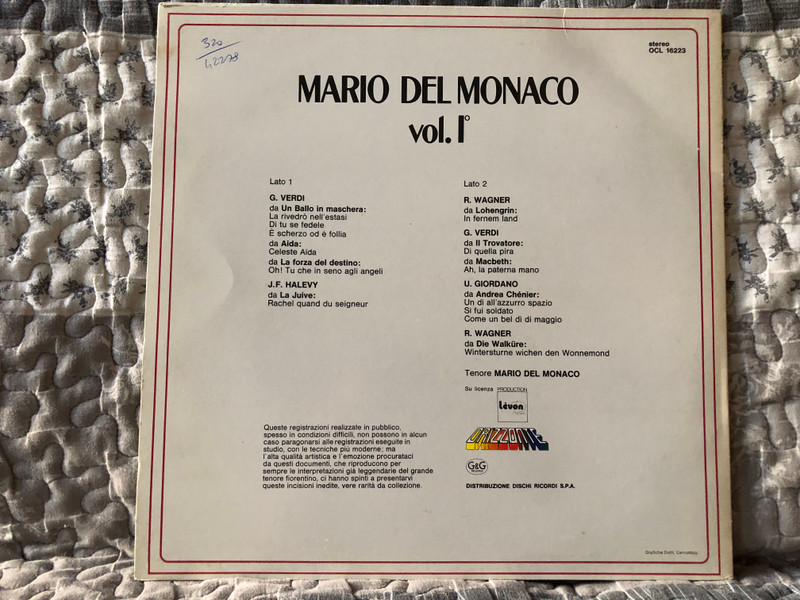 320
42278
stereo
OCL 16223
MARIO DEL MONACO
vol. I°
Lato 1
G. VERDI
da Un Ballo in maschera:
La rivedrò nell'estasi
Di tu se fedele
È scherzo od è follia
da Aida:
Celeste Aida
da La forza del destino:
Oh! Tu che in seno agli angeli
J.F. HALEVY
da La Juive:
Rachel quand du seigneur
Lato 2
R. WAGNER
da Lohengrin:
In fernem land
G. VERDI
da Il Trovatore:
Di quella pira
da Macbeth:
Ah, la paterna mano
U. GIORDANO
da Andrea Chénier:
Un dì all'azzurro spazio
Si fui soldato
Come un bel dì di maggio
R. WAGNER
da Die Walküre:
Wintersturne wichen den Wonnemond
Tenore MARIO DEL MONACO
Su licenza PRODUCTION
Lévon
ORIZZONTE
G&G
Queste registrazioni realizzate in pubblico,
spesso in condizioni difficili, non possono in alcun
caso paragonarsi alle registrazioni eseguite in
studio, con le tecniche più moderne; ma
l'alta qualità artistica e l'emozione procurataci
da questi documenti, che riproducono per
sempre le interpretazioni già leggendarie del grande
tenore fiorentino, ci hanno spinti a presentarvi
queste incisioni inedite, vere rarità da collezione.
DISTRIBUZIONE DISCHI RICORDI S.P.A.